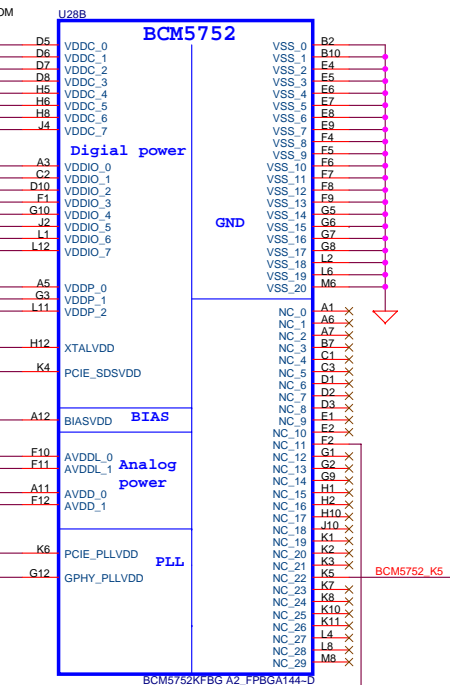 OM
U28B
BCM5752
D5 VDDC_0
D6 VDDC_1
D7 VDDC_2
D8 VDDC_3
H5 VDDC_4
H6 VDDC_5
H8 VDDC_6
J4 VDDC_7
Digial power
A3 VDDIO_0
C2 VDDIO_1
D10 VDDIO_2
F1 VDDIO_3
G10 VDDIO_4
J2 VDDIO_5
L1 VDDIO_6
L12 VDDIO_7
A5 VDDP_0
G3 VDDP_1
L11 VDDP_2
H12 XTALVDD
K4 PCIE_SDSVDD
A12 BIASVDD
BIAS
F10 AVDDL_0
F11 AVDDL_1
Analog
power
A11 AVDD_0
F12 AVDD_1
K6 PCIE_PLLVDD
PLL
G12 GPHY_PLLVDD
VSS_0 B2
VSS_1 B10
VSS_2 E4
VSS_3 E5
VSS_4 E6
VSS_5 E7
VSS_6 E8
VSS_7 E9
VSS_8 F4
VSS_9 F5
VSS_10 F6
VSS_11 F7
VSS_12 F8
VSS_13 F9
VSS_14 G5
VSS_15 G6
VSS_16 G7
VSS_17 G8
VSS_18 L2
VSS_19 L6
VSS_20 M6
GND
NC_0 A1
NC_1 A6
NC_2 A7
NC_3 B7
NC_4 C1
NC_5 C3
NC_6 D1
NC_7 D2
NC_8 D3
NC_9 E1
NC_10 E2
NC_11 F2
NC_12 G1
NC_13 G2
NC_14 G9
NC_15 H1
NC_16 H2
NC_17 H10
NC_18 J10
NC_19 K1
NC_20 K2
NC_21 K3
NC_22 K5
BCM5752_K5
NC_23 K7
NC_24 K8
NC_25 K10
NC_26 K11
NC_27 L4
NC_28 L8
NC_29 M8
BCM5752KFBG A2_FPBGA144~D